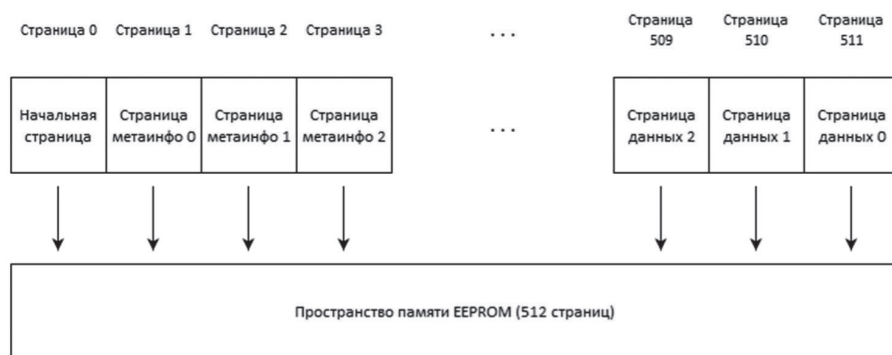 Страница 0 Страница 1 Страница 2 Страница 3 . . . Страница 509 Страница 510 Страница 511
Начальная страница
Страница метаинфо 0
Страница метаинфо 1
Страница метаинфо 2
. . .
Страница данных 2
Страница данных 1
Страница данных 0
Пространство памяти EEPROM (512 страниц)